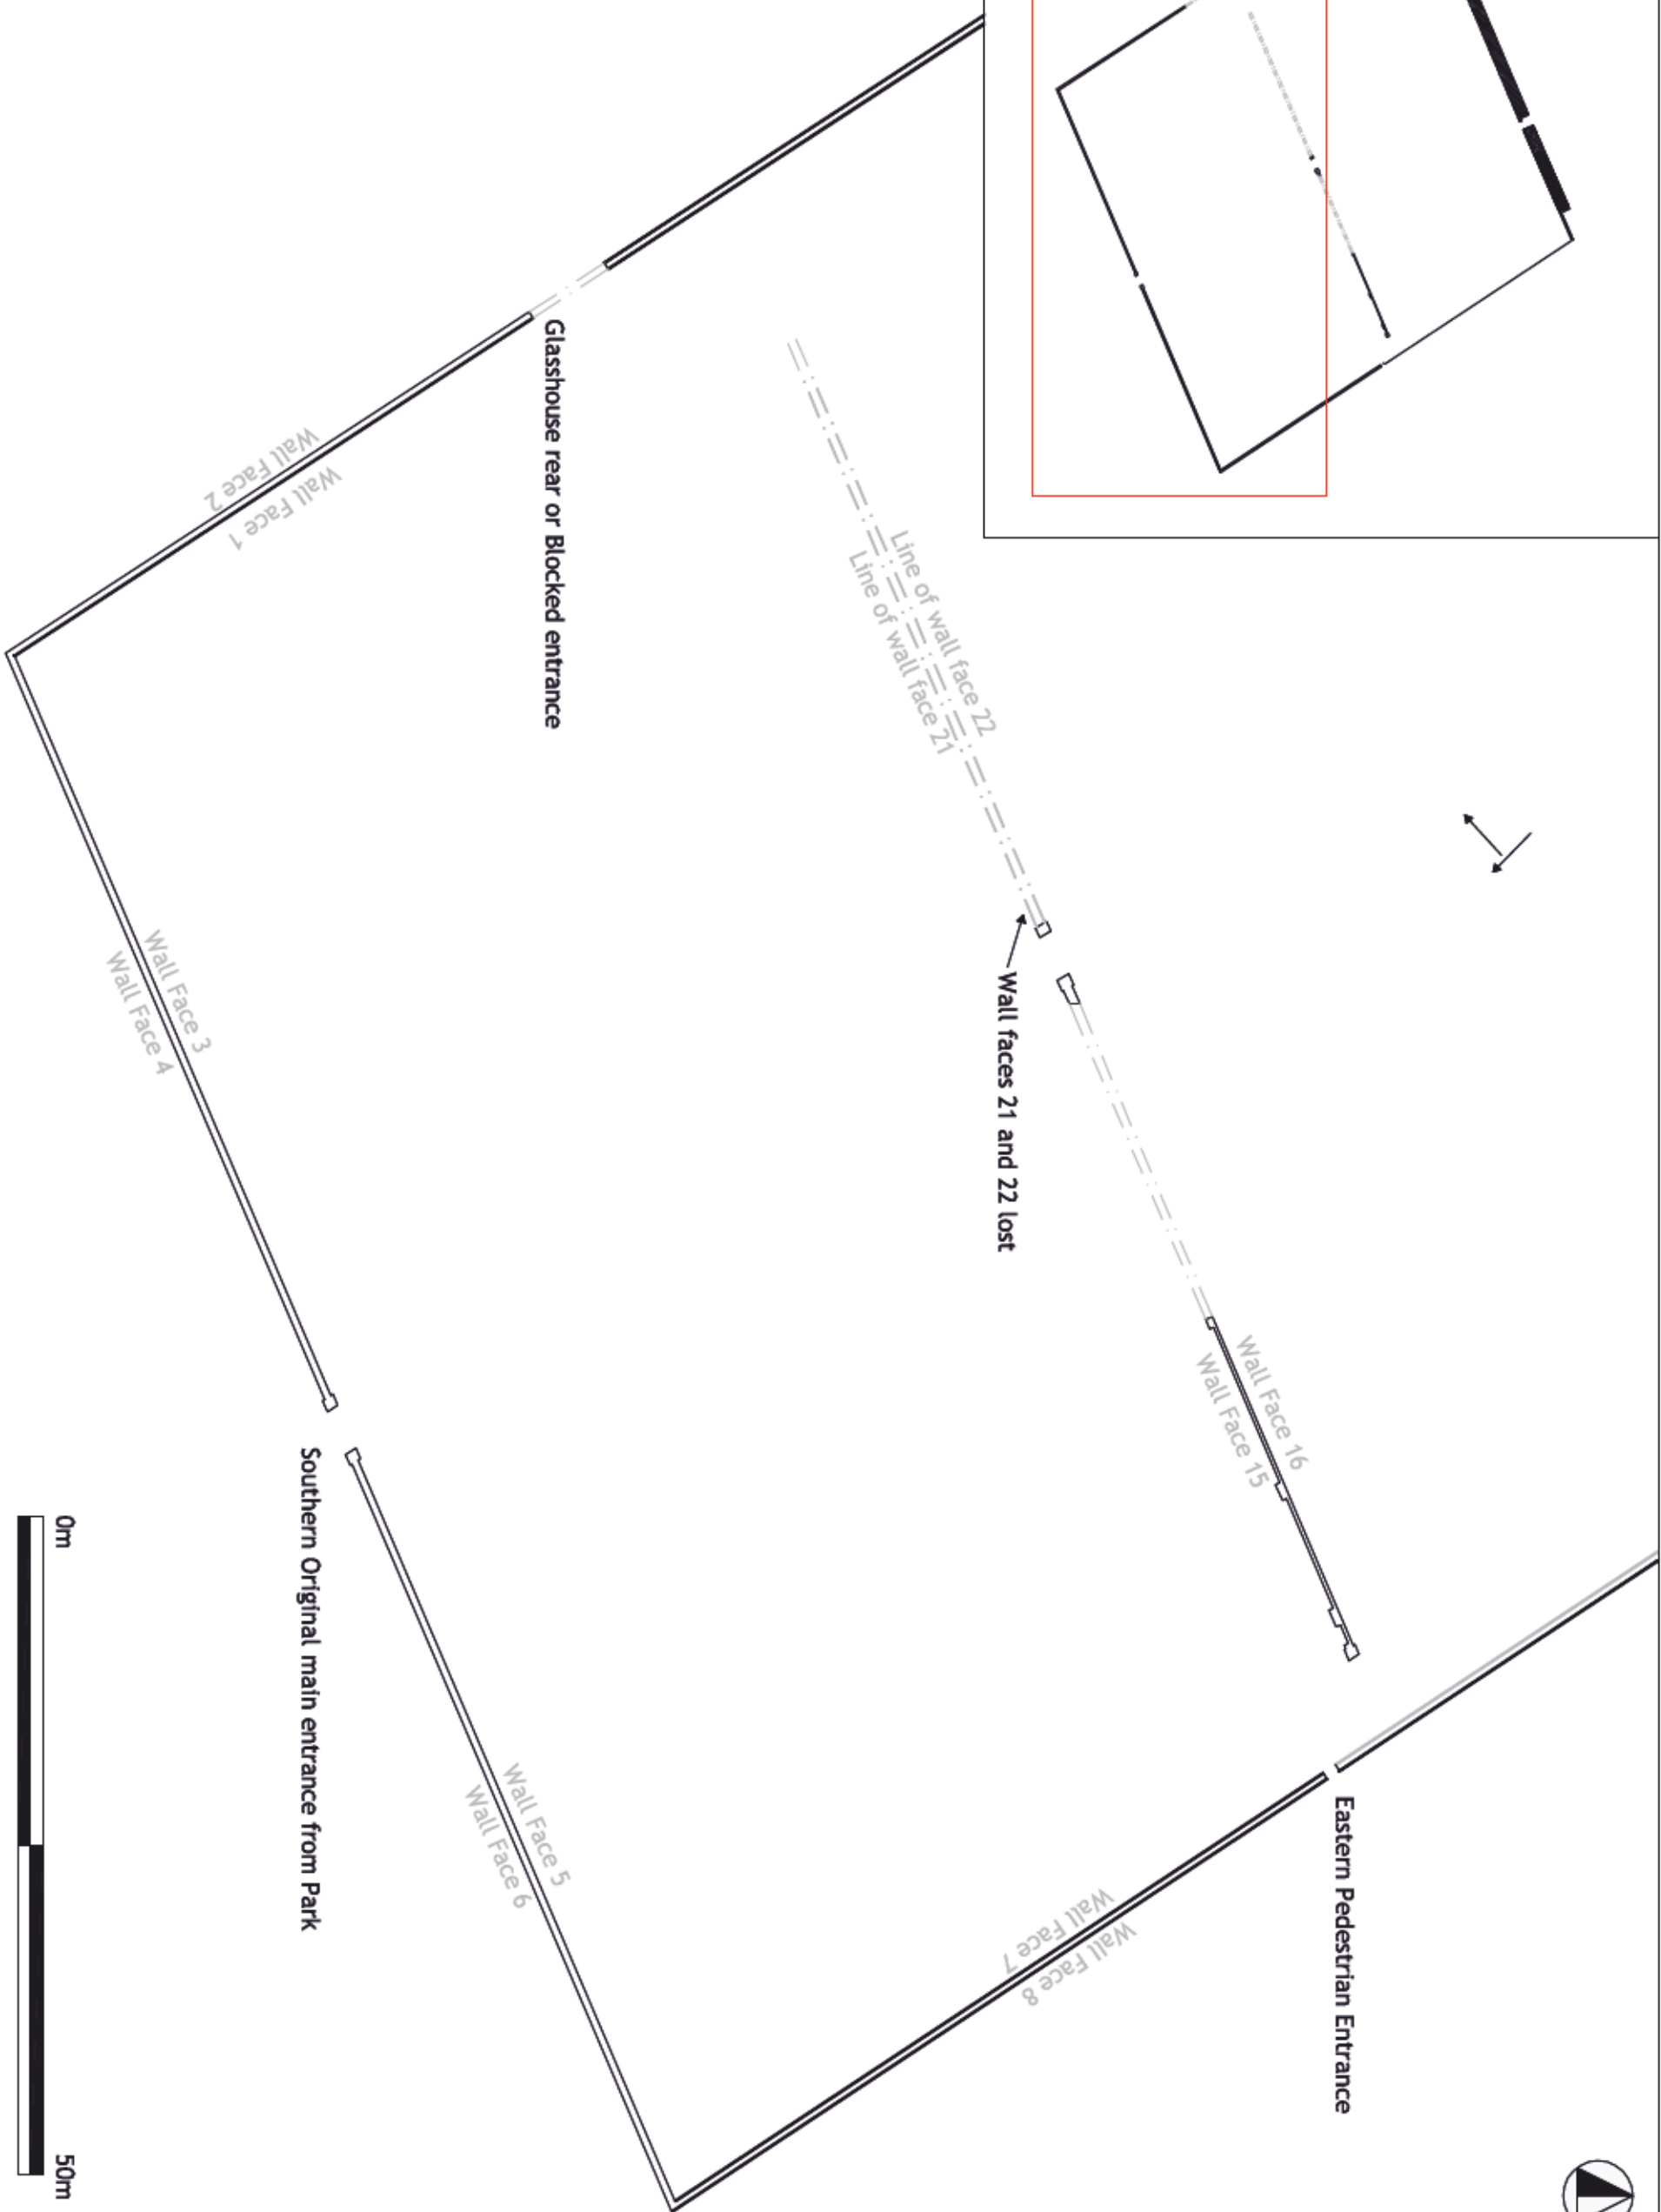 Glasshouse rear or Blocked entrance
Wall Face 2
Wall Face 1
Line of wall face 22
Line of wall face 21
Wall faces 21 and 22 lost
Wall Face 3
Wall Face 4
Wall Face 16
Wall Face 15
Eastern Pedestrian Entrance
Southern Original main entrance from Park
Wall Face 5
Wall Face 6
Wall Face 7
Wall Face 8
0m
50m